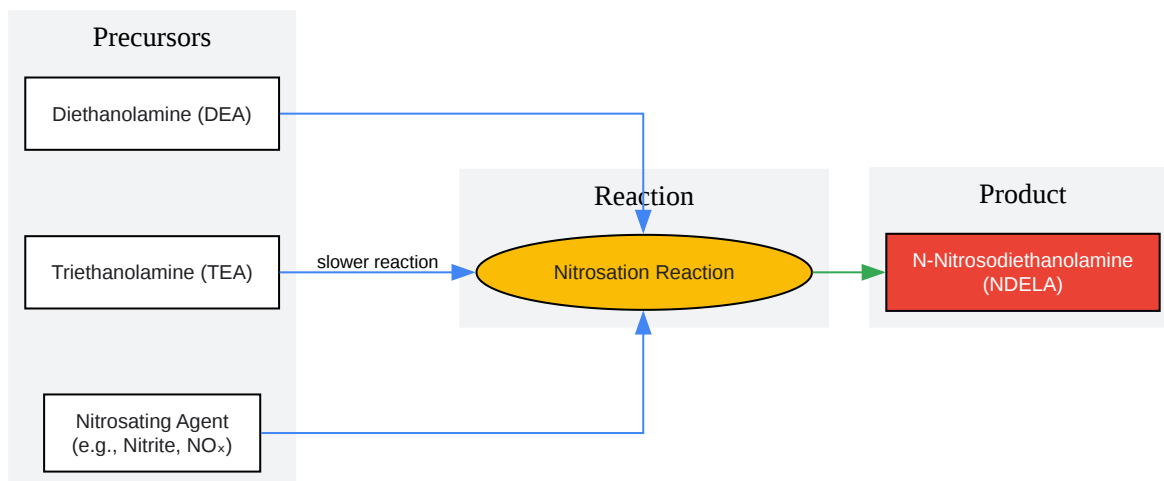 Precursors
Diethanolamine (DEA)
Triethanolamine (TEA)
slower reaction
Nitrosating Agent
(e.g., Nitrite, NOₓ)
Reaction
Nitrosation Reaction
Product
N-Nitrosodiethanolamine
(NDELA)